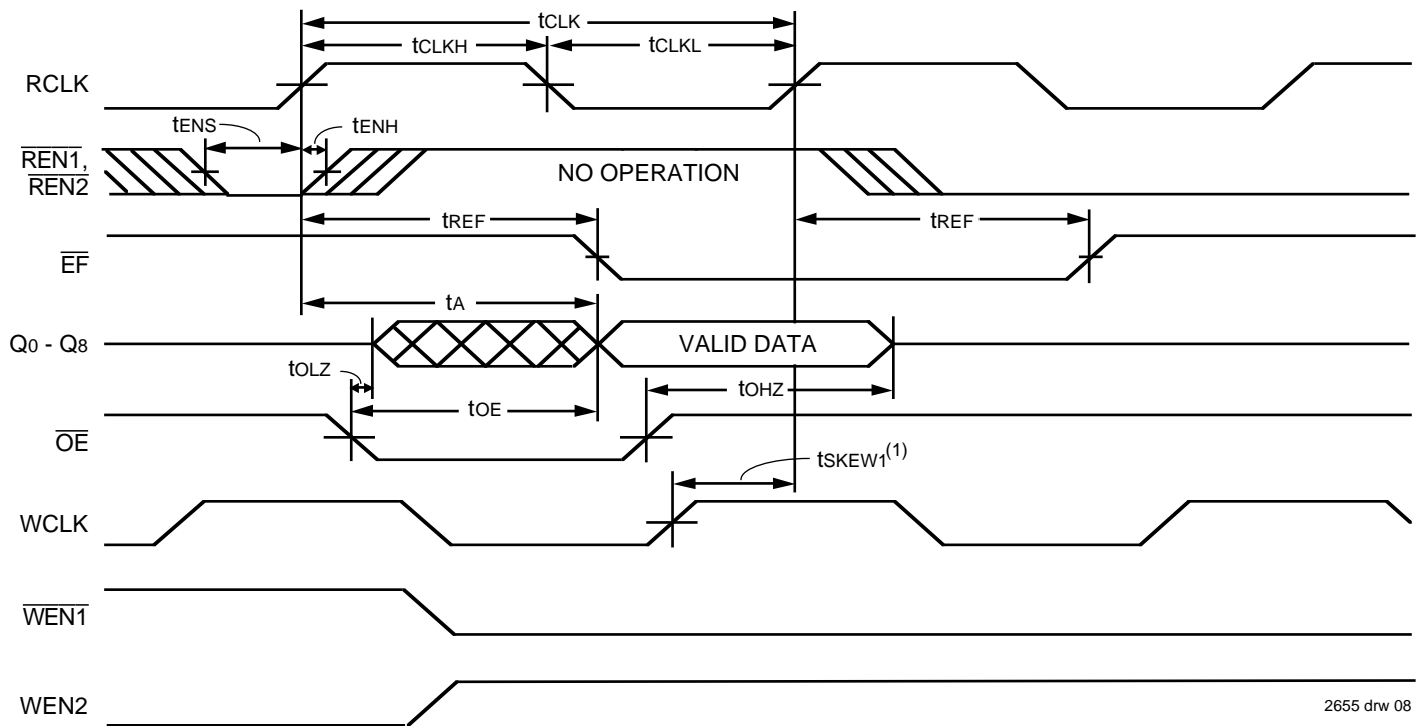 tCLK
tCLKH
tCLKL
RCLK
tENS
tENH
REN1,
REN2
NO OPERATION
tREF
tREF
EF
tA
Q0 - Q8
VALID DATA
tOLZ
tOHZ
tOE
OE
tSKEW1(1)
WCLK
WEN1
WEN2
2655 drw 08